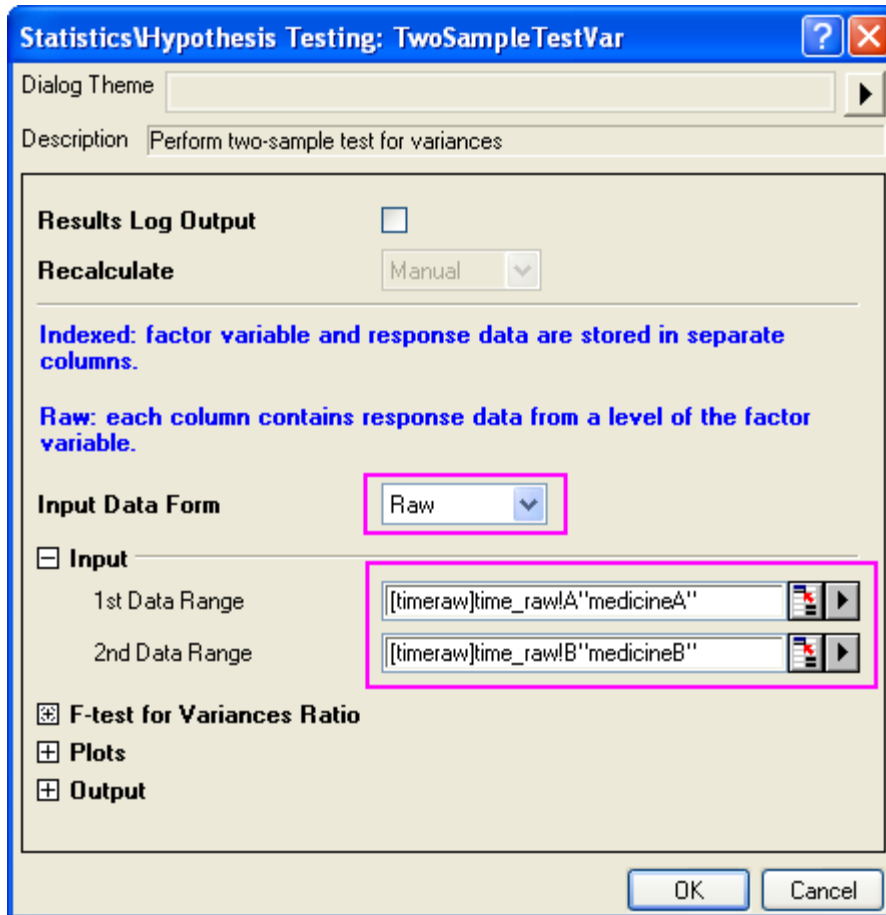 Statistics\Hypothesis Testing: TwoSampleTestVar
Dialog Theme
Description Perform two-sample test for variances
Results Log Output
Recalculate Manual
Indexed: factor variable and response data are stored in separate
columns.
Raw: each column contains response data from a level of the factor
variable.
Input Data Form Raw
Input
1st Data Range [timeraw]time_raw!A"medicineA"
2nd Data Range [timeraw]time_raw!B"medicineB"
F-test for Variances Ratio
Plots
Output
OK Cancel